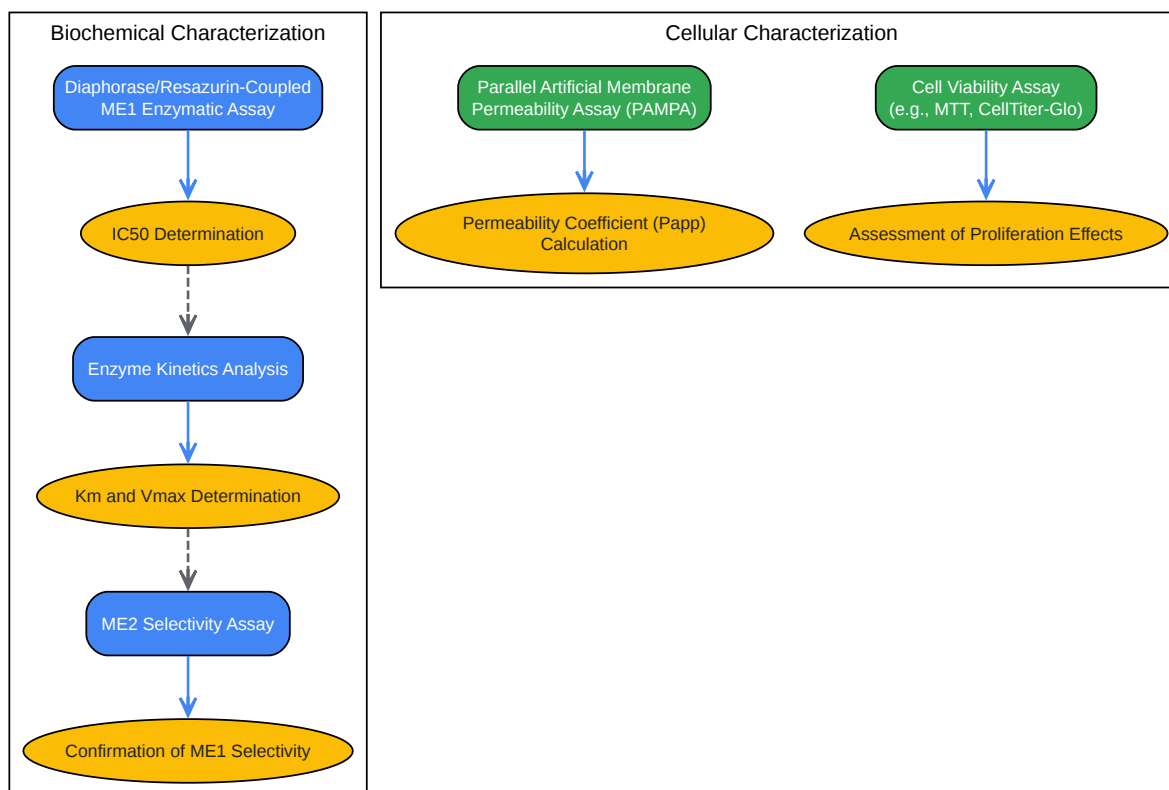 Biochemical Characterization
Diaphorase/Resazurin-Coupled
ME1 Enzymatic Assay
IC50 Determination
Enzyme Kinetics Analysis
Km and Vmax Determination
ME2 Selectivity Assay
Confirmation of ME1 Selectivity
Cellular Characterization
Parallel Artificial Membrane
Permeability Assay (PAMPA)
Permeability Coefficient (Papp)
Calculation
Cell Viability Assay
(e.g., MTT, CellTiter-Glo)
Assessment of Proliferation Effects